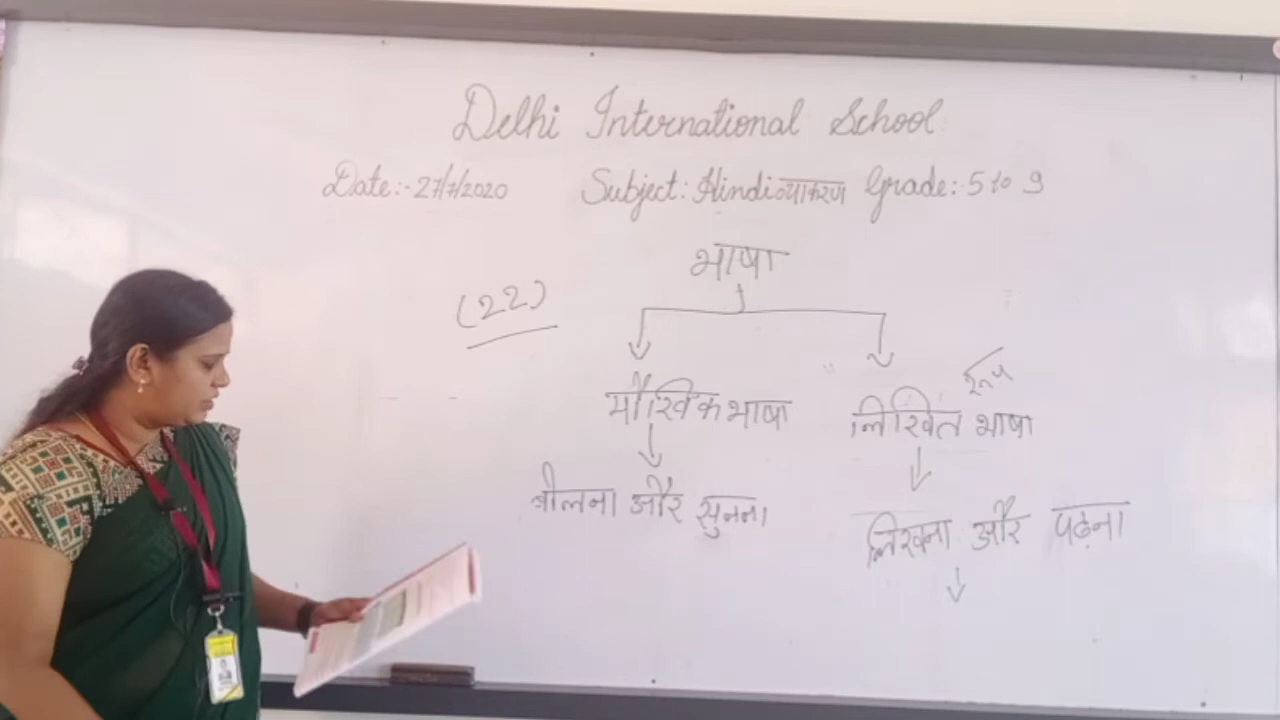 Delhi International School
Date:- 27/7/2020 Subject: Hindi व्याकरण Grade:- 5 to 9
भाषा
(22)
मौखिक भाषा
लिखित भाषा
रूप
बोलना और सुनना
लिखना और पढ़ना